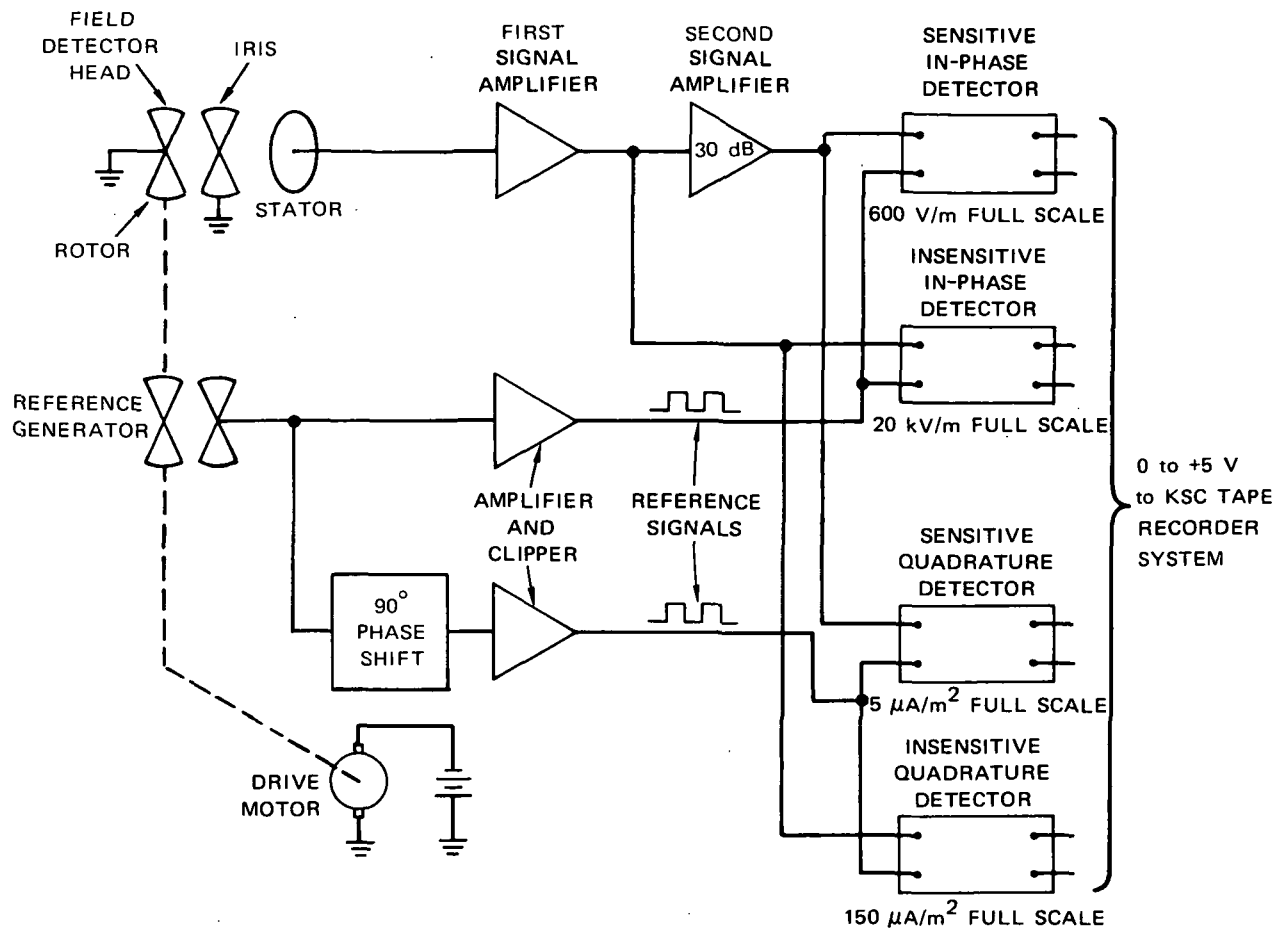 FIELD
DETECTOR
HEAD
IRIS
STATOR
ROTOR
FIRST
SIGNAL
AMPLIFIER
SECOND
SIGNAL
AMPLIFIER
30 dB
SENSITIVE
IN-PHASE
DETECTOR
600 V/m FULL SCALE
INSENSITIVE
IN-PHASE
DETECTOR
20 kV/m FULL SCALE
REFERENCE
GENERATOR
AMPLIFIER
AND
CLIPPER
REFERENCE
SIGNALS
90°
PHASE
SHIFT
SENSITIVE
QUADRATURE
DETECTOR
5 μA/m² FULL SCALE
INSENSITIVE
QUADRATURE
DETECTOR
150 μA/m² FULL SCALE
DRIVE
MOTOR
0 to +5 V
to KSC TAPE
RECORDER
SYSTEM